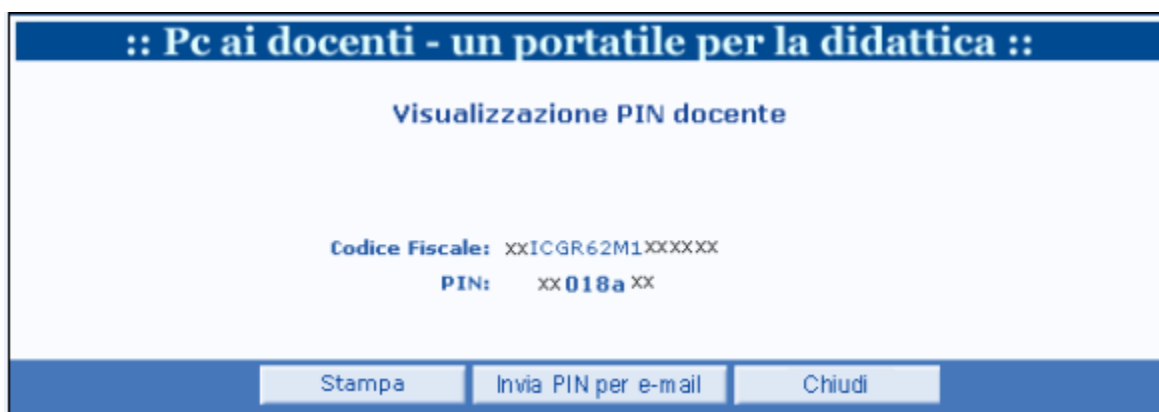 :: Pc ai docenti - un portatile per la didattica ::
Visualizzazione PIN docente
Codice Fiscale: xxICGR62M1xxxxxx
PIN: xx018axx
Stampa Invia PIN per e-mail Chiudi